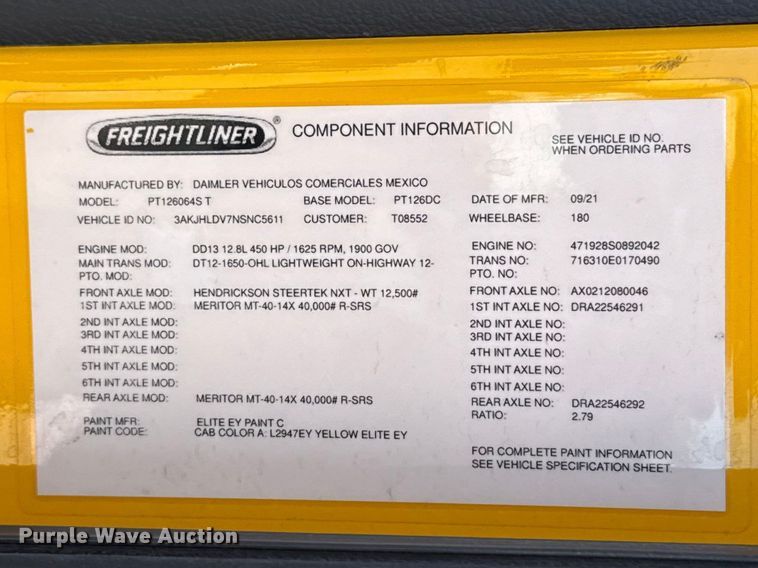 FREIGHTLINER ® COMPONENT INFORMATION
SEE VEHICLE ID NO.
WHEN ORDERING PARTS
MANUFACTURED BY: DAIMLER VEHICULOS COMERCIALES MEXICO
MODEL: PT126064S T BASE MODEL: PT126DC DATE OF MFR: 09/21
VEHICLE ID NO: 3AKJHLDV7NSNC5611 CUSTOMER: T08552 WHEELBASE: 180
ENGINE MOD: DD13 12.8L 450 HP / 1625 RPM, 1900 GOV ENGINE NO: 471928S0892042
MAIN TRANS MOD: DT12-1650-OHL LIGHTWEIGHT ON-HIGHWAY 12- TRANS NO: 716310E0170490
PTO. MOD: PTO. NO:
FRONT AXLE MOD: HENDRICKSON STEERTEK NXT - WT 12,500# FRONT AXLE NO: AX0212080046
1ST INT AXLE MOD: MERITOR MT-40-14X 40,000# R-SRS 1ST INT AXLE NO: DRA22546291
2ND INT AXLE MOD: 2ND INT AXLE NO:
3RD INT AXLE MOD: 3RD INT AXLE NO:
4TH INT AXLE MOD: 4TH INT AXLE NO:
5TH INT AXLE MOD: 5TH INT AXLE NO:
6TH INT AXLE MOD: 6TH INT AXLE NO:
REAR AXLE MOD: MERITOR MT-40-14X 40,000# R-SRS REAR AXLE NO: DRA22546292
RATIO: 2.79
PAINT MFR: ELITE EY PAINT C
PAINT CODE: CAB COLOR A: L2947EY YELLOW ELITE EY
FOR COMPLETE PAINT INFORMATION
SEE VEHICLE SPECIFICATION SHEET.
Purple Wave Auction